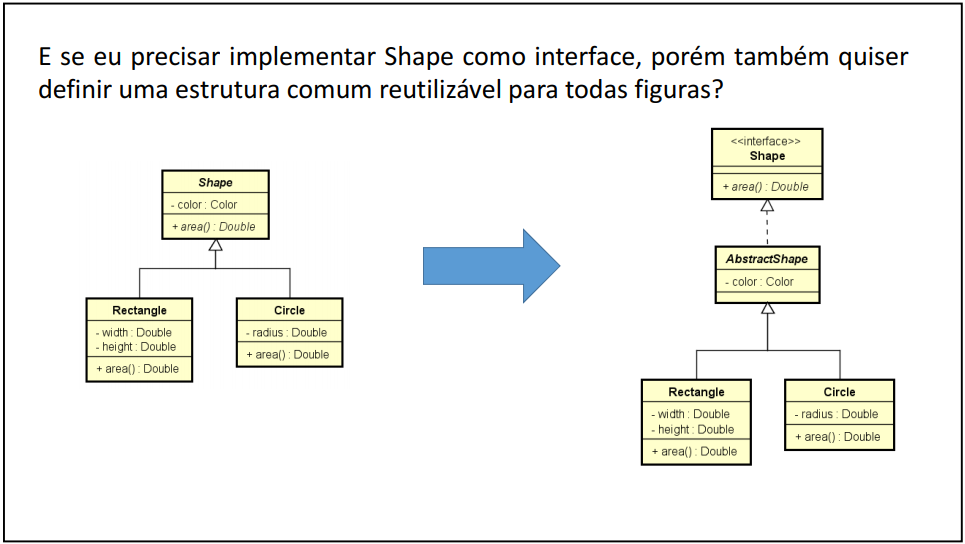 E se eu precisar implementar Shape como interface, porém também quiser
definir uma estrutura comum reutilizável para todas figuras?
Shape
- color : Color
+ area() : Double
Rectangle
- width : Double
- height : Double
+ area() : Double
Circle
- radius : Double
+ area() : Double
<<interface>>
Shape
+ area() : Double
AbstractShape
- color : Color
Rectangle
- width : Double
- height : Double
+ area() : Double
Circle
- radius : Double
+ area() : Double